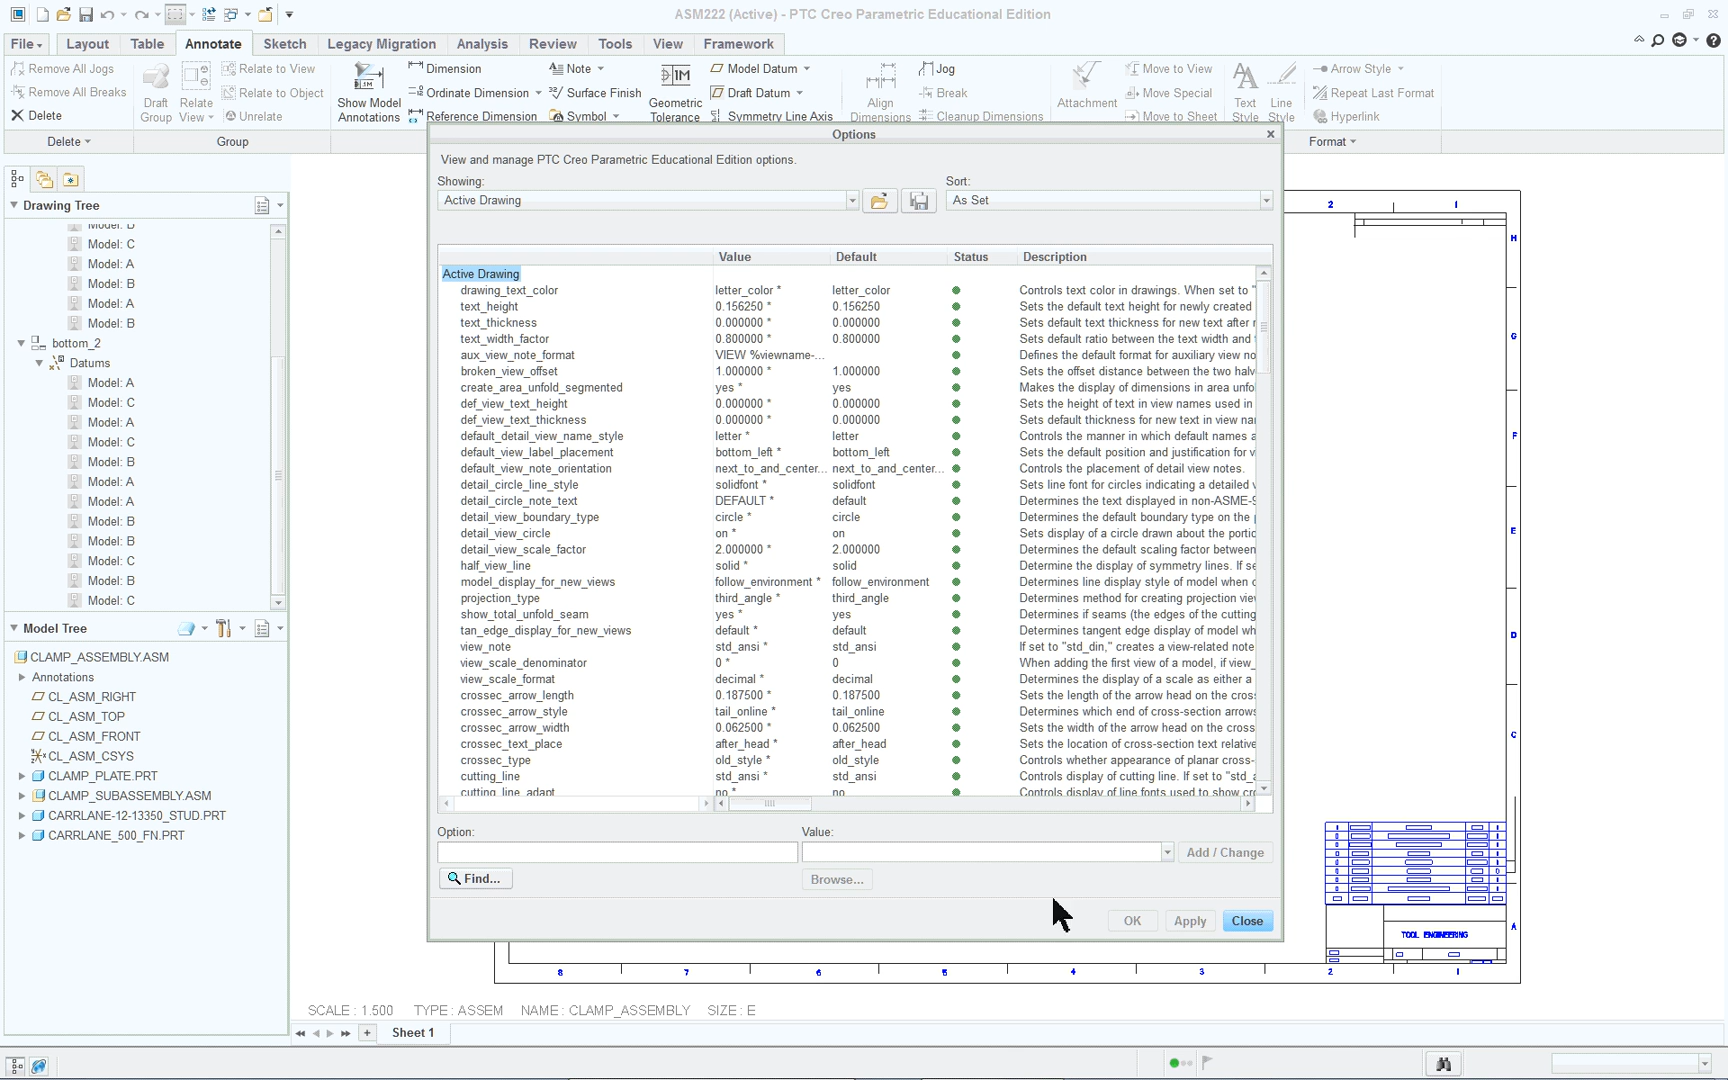 ASM222 (Active) - PTC Creo Parametric Educational Edition
File Layout Table Annotate Sketch Legacy Migration Analysis Review Tools View Framework
Remove All Jogs
Remove All Breaks
Delete
Delete
Draft Group
Relate View
Relate to View
Relate to Object
Unrelate
Group
Show Model Annotations
Dimension
Ordinate Dimension
Reference Dimension
Note
Surface Finish
Symbol
Geometric Tolerance
Model Datum
Draft Datum
Symmetry Line Axis
Align Dimensions
Jog
Break
Cleanup Dimensions
Attachment
Move to View
Move Special
Move to Sheet
Text Style
Line Style
Arrow Style
Repeat Last Format
Hyperlink
Format
Drawing Tree
Model: C
Model: A
Model: B
Model: A
Model: B
bottom_2
Datums
Model: A
Model: C
Model: A
Model: C
Model: B
Model: A
Model: A
Model: B
Model: B
Model: C
Model: B
Model: C
Model Tree
CLAMP_ASSEMBLY.ASM
Annotations
CL_ASM_RIGHT
CL_ASM_TOP
CL_ASM_FRONT
CL_ASM_CSYS
CLAMP_PLATE.PRT
CLAMP_SUBASSEMBLY.ASM
CARRLANE-12-13350_STUD.PRT
CARRLANE_500_FN.PRT
Options
View and manage PTC Creo Parametric Educational Edition options.
Showing: Sort:
Active Drawing As Set
Value Default Status Description
Active Drawing
drawing_text_color letter_color * letter_color Controls text color in drawings. When set to "
text_height 0.156250 * 0.156250 Sets the default text height for newly created
text_thickness 0.000000 * 0.000000 Sets default text thickness for new text after
text_width_factor 0.800000 * 0.800000 Sets default ratio between the text width and
aux_view_note_format VIEW %viewname-... Defines the default format for auxiliary view no
broken_view_offset 1.000000 * 1.000000 Sets the offset distance between the two halv
create_area_unfold_segmented yes * yes Makes the display of dimensions in area unfo
def_view_text_height 0.000000 * 0.000000 Sets the height of text in view names used in
def_view_text_thickness 0.000000 * 0.000000 Sets default thickness for new text in view nar
default_detail_view_name_style letter * letter Controls the manner in which default names a
default_view_label_placement bottom_left * bottom_left Sets the default position and justification for v
default_view_note_orientation next_to_and_center... next_to_and_center... Controls the placement of detail view notes.
detail_circle_line_style solidfont * solidfont Sets line font for circles indicating a detailed v
detail_circle_note_text DEFAULT * default Determines the text displayed in non-ASME-9
detail_view_boundary_type circle * circle Determines the default boundary type on the
detail_view_circle on * on Sets display of a circle drawn about the portic
detail_view_scale_factor 2.000000 * 2.000000 Determines the default scaling factor between
half_view_line solid * solid Determine the display of symmetry lines. If se
model_display_for_new_views follow_environment * follow_environment Determines line display style of model when c
projection_type third_angle * third_angle Determines method for creating projection vie
show_total_unfold_seam yes * yes Determines if seams (the edges of the cutting
tan_edge_display_for_new_views default * default Determines tangent edge display of model wh
view_note std_ansi * std_ansi If set to "std_din," creates a view-related note
view_scale_denominator 0 * 0 When adding the first view of a model, if view_
view_scale_format decimal * decimal Determines the display of a scale as either a
crossec_arrow_length 0.187500 * 0.187500 Sets the length of the arrow head on the cros
crossec_arrow_style tail_online * tail_online Determines which end of cross-section arrows
crossec_arrow_width 0.062500 * 0.062500 Sets the width of the arrow head on the cross
crossec_text_place after_head * after_head Sets the location of cross-section text relative
crossec_type old_style * old_style Controls whether appearance of planar cross-
cutting_line std_ansi * std_ansi Controls display of cutting line. If set to "std_a
cutting_line_adapt no * no Controls display of line fonts used to show cro
Option: Value:
Add / Change
Find... Browse...
OK Apply Close
2 1
H
G
F
E
D
C
A
TOOL ENGINEERING
8 7 6 5 4 3 2 1
SCALE : 1.500 TYPE : ASSEM NAME : CLAMP_ASSEMBLY SIZE : E
Sheet 1